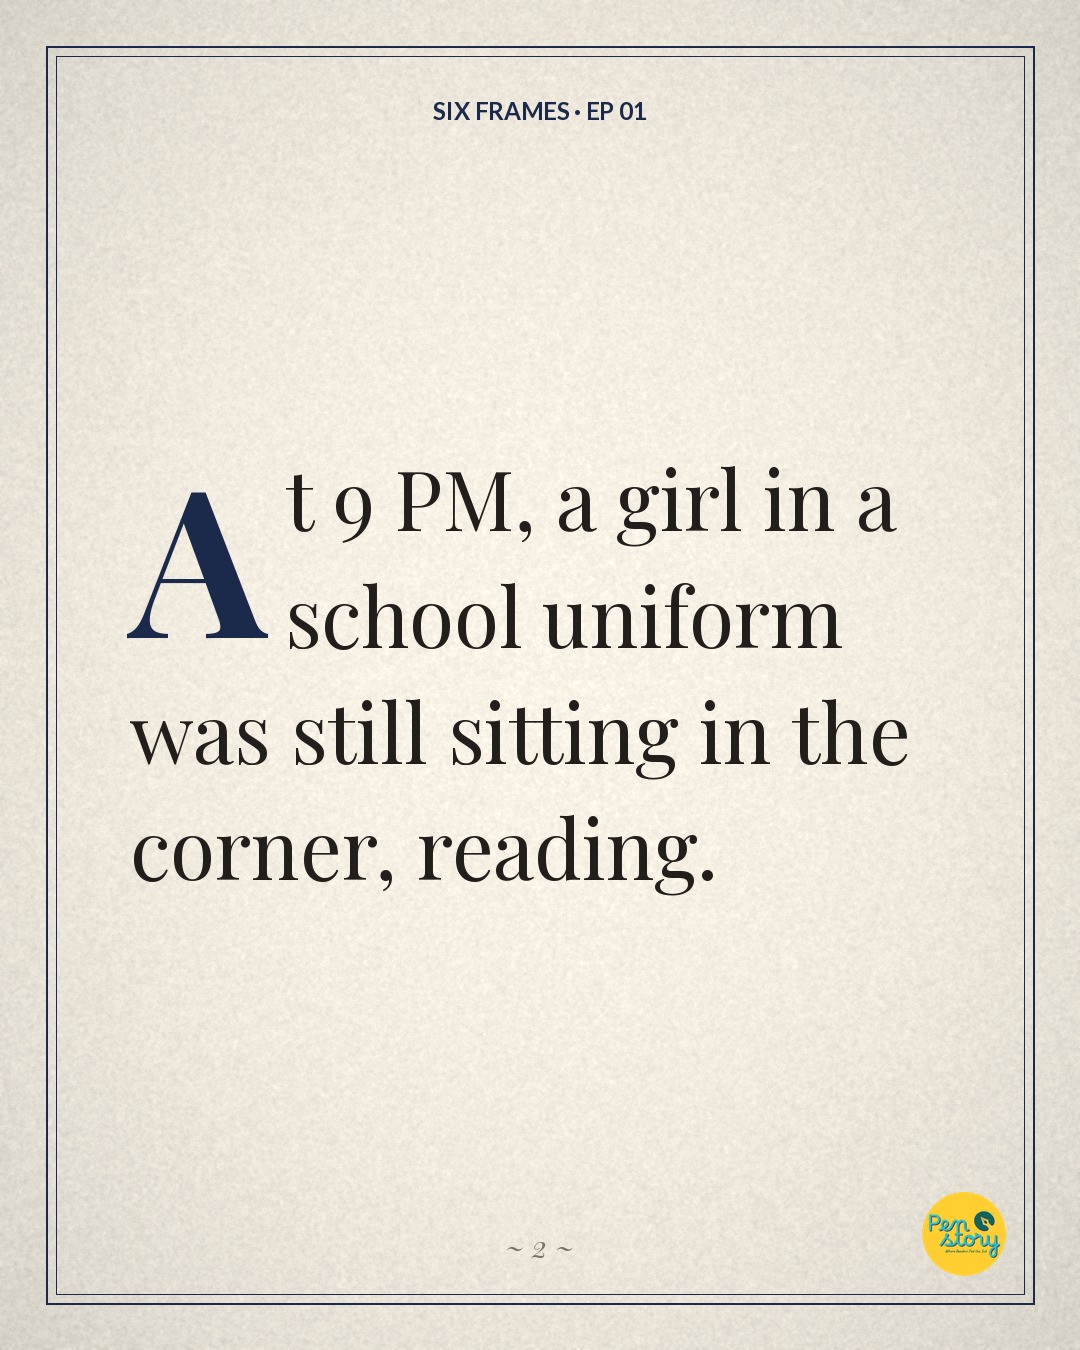 SIX FRAMES · EP 01
At 9 PM, a girl in a
school uniform
was still sitting in the
corner, reading.
~ 2 ~
Pen
story